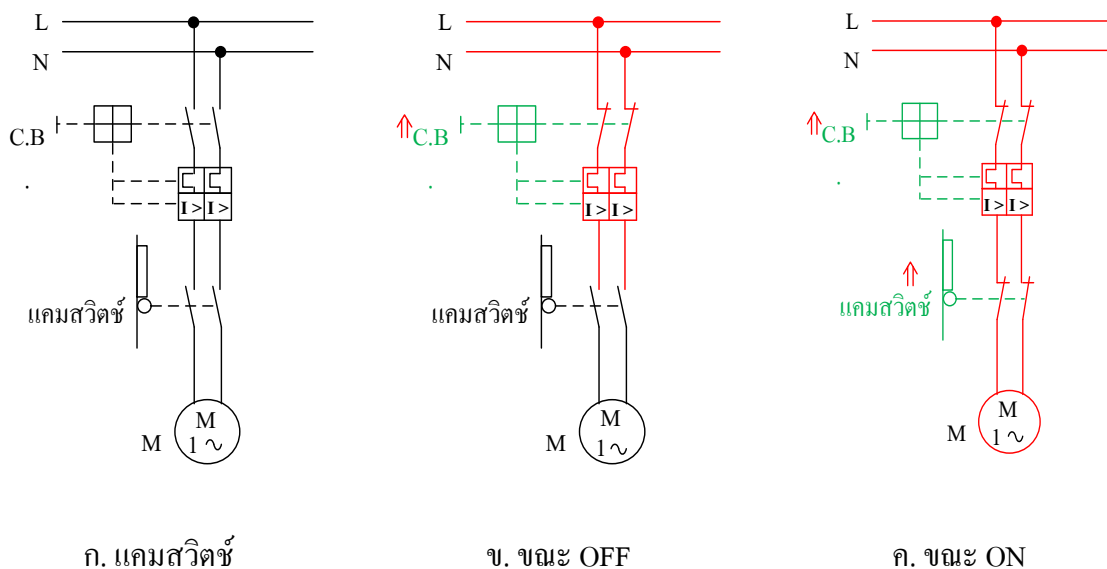 L
N
C.B
.
I > I >
แคมสวิตช์
M
1 ~
M
ก. แคมสวิตช์
L
N
⇑ C.B
.
I > I >
แคมสวิตช์
M
1 ~
M
ข. ขณะ OFF
L
N
⇑ C.B
.
I > I >
⇑
แคมสวิตช์
M
1 ~
M
ค. ขณะ ON